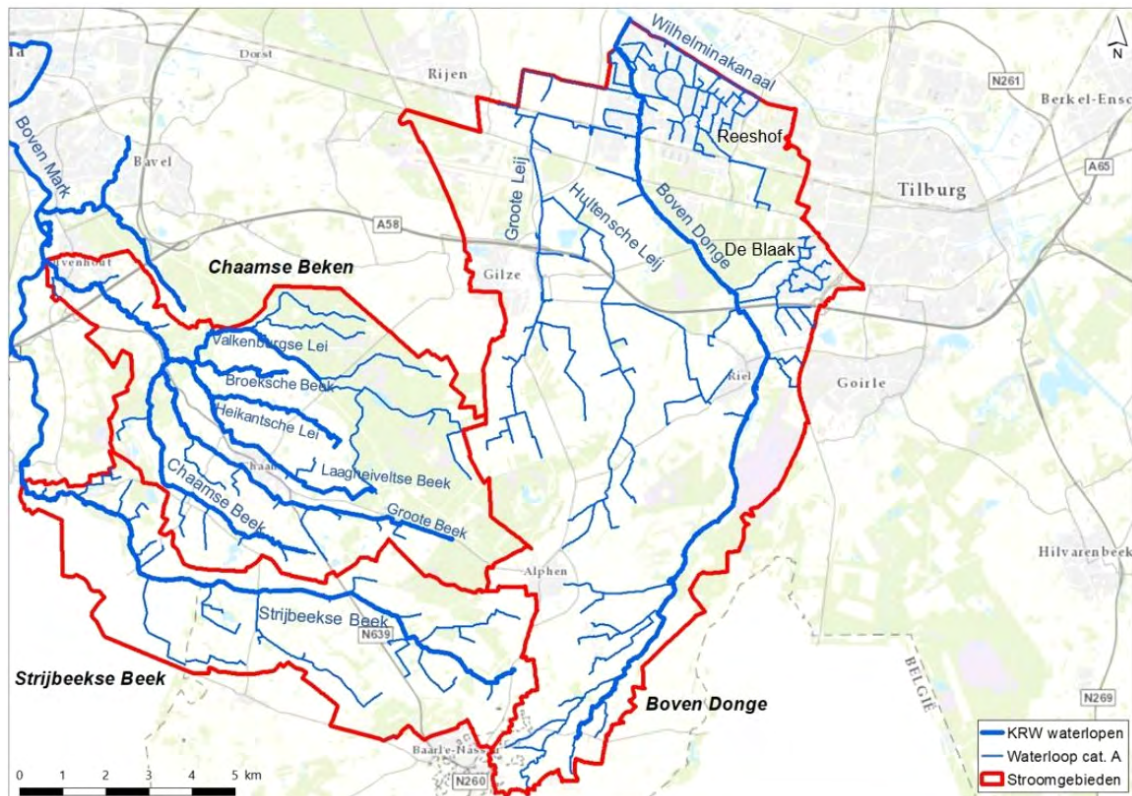 Wilhelminakanaal
N
Dorst
Rijen
N261
Berkel-Ensc
Boven Mark
Bavel
Reeshof
A65
Tilburg
Groote Leij
Hultensche Leij
Boven Donge
A58
De Blaak
Chaamse Beken
Gilze
Valkenburgse Lei
Broeksche Beek
Riel
Goirle
Heikantsche Lei
Laagheiveltse Beek
Chaamse Beek
Groote Beek
Alphen
Hilvarenbeek
Strijbeekse Beek
N639
Strijbeekse Beek
BELGIË
Boven Donge
N269
Baarle-Nassau
N260
KRW waterlopen
Waterloop cat. A
Stroomgebieden
0 1 2 3 4 5 km